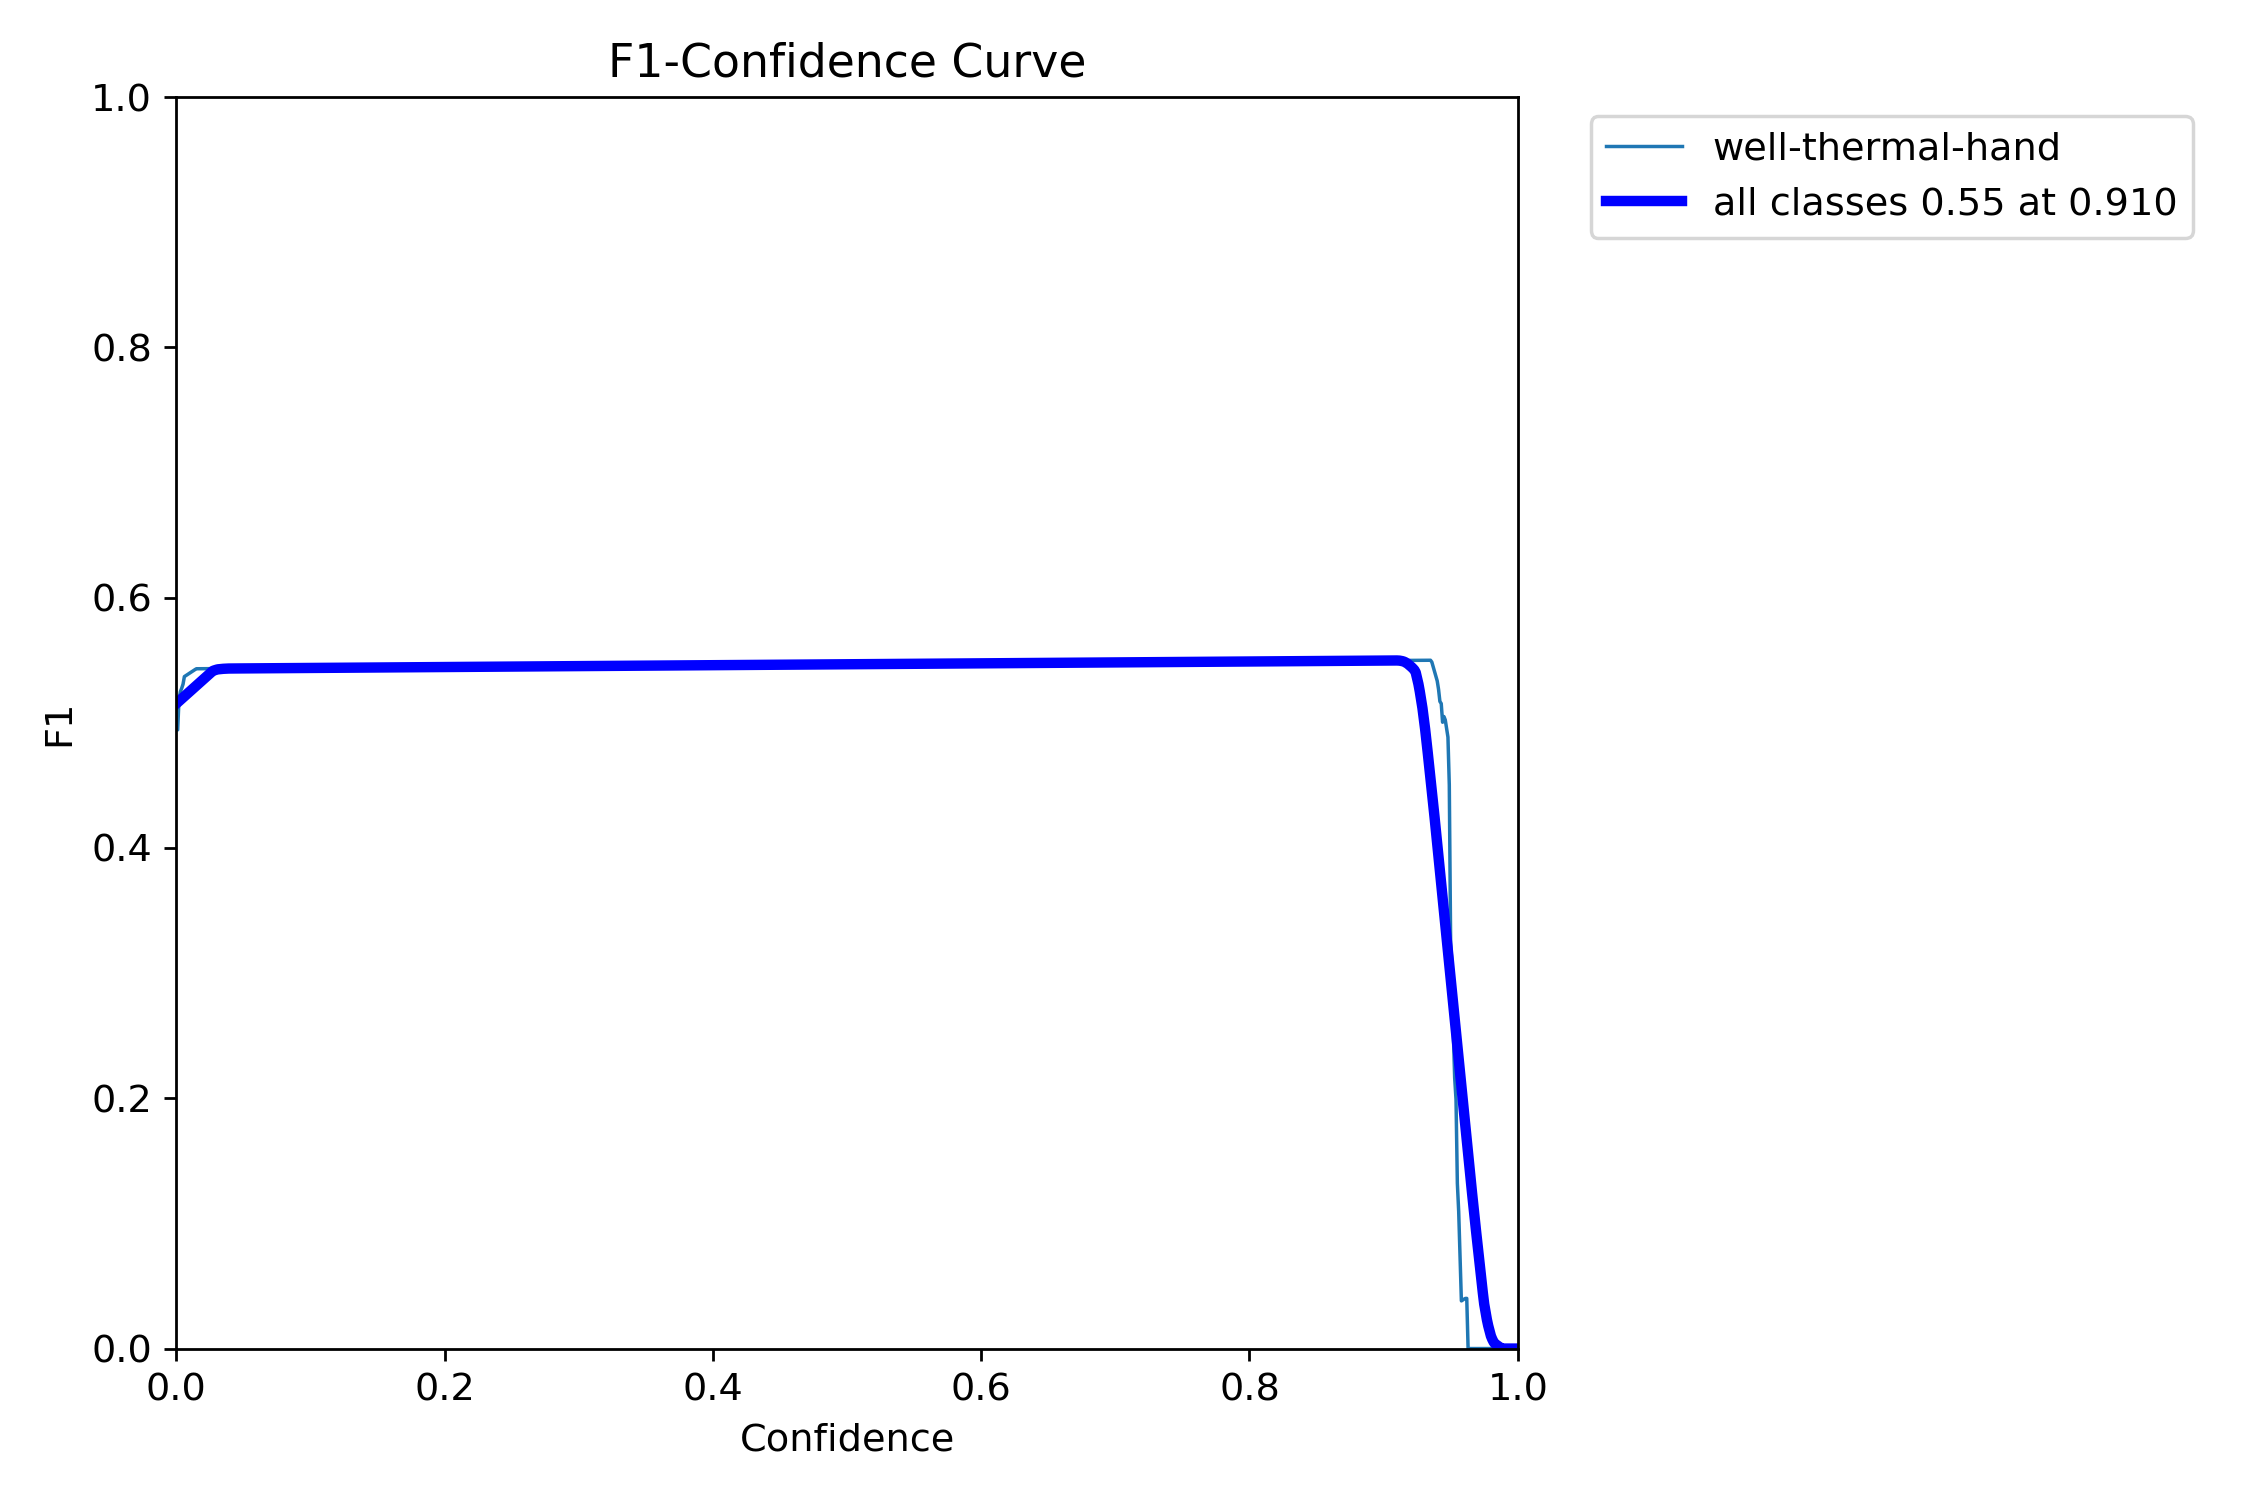 F1-Confidence Curve
well-thermal-hand
all classes 0.55 at 0.910
F1
1.0
0.8
0.6
0.4
0.2
0.0
0.0 0.2 0.4 0.6 0.8 1.0
Confidence